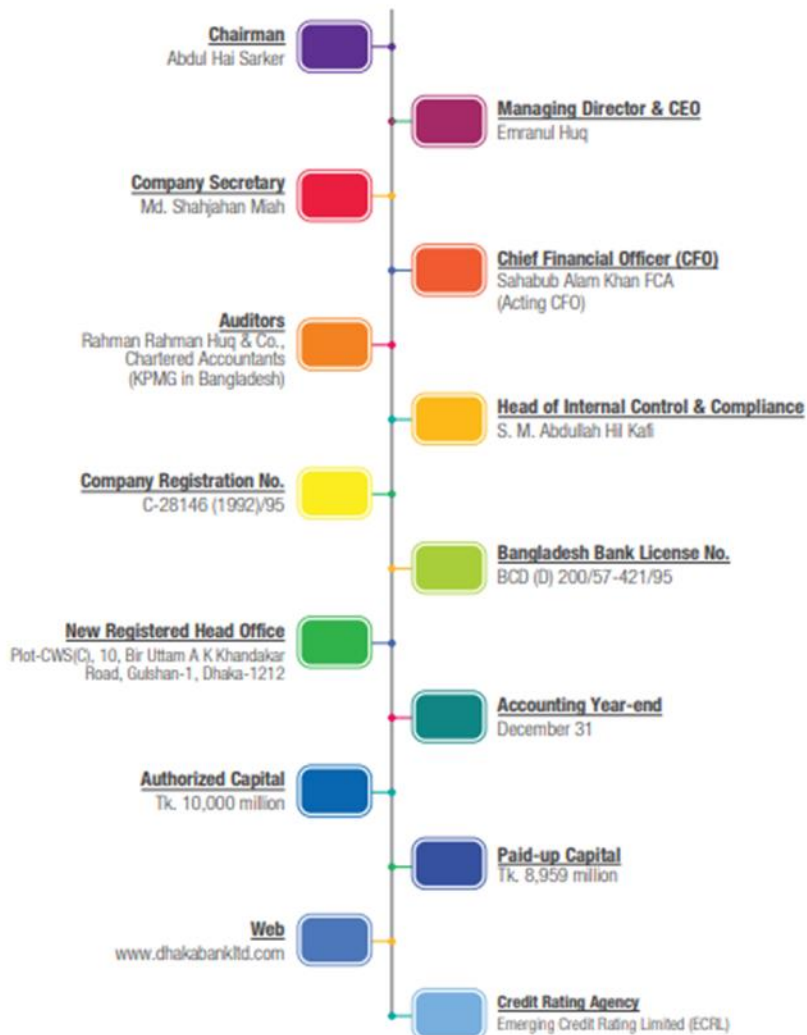 Chairman
Abdul Hai Sarker
Managing Director & CEO
Emranul Huq
Company Secretary
Md. Shahjahan Miah
Chief Financial Officer (CFO)
Sahabub Alam Khan FCA
(Acting CFO)
Auditors
Rahman Rahman Huq & Co.,
Chartered Accountants
(KPMG in Bangladesh)
Head of Internal Control & Compliance
S. M. Abdullah Hil Kafi
Company Registration No.
C-28146 (1992)/95
Bangladesh Bank License No.
BCD (D) 200/57-421/95
New Registered Head Office
Plot-CWS(C), 10, Bir Uttam A K Khandakar
Road, Gulshan-1, Dhaka-1212
Accounting Year-end
December 31
Authorized Capital
Tk. 10,000 million
Paid-up Capital
Tk. 8,959 million
Web
www.dhakabankltd.com
Credit Rating Agency
Emerging Credit Rating Limited (ECRL)